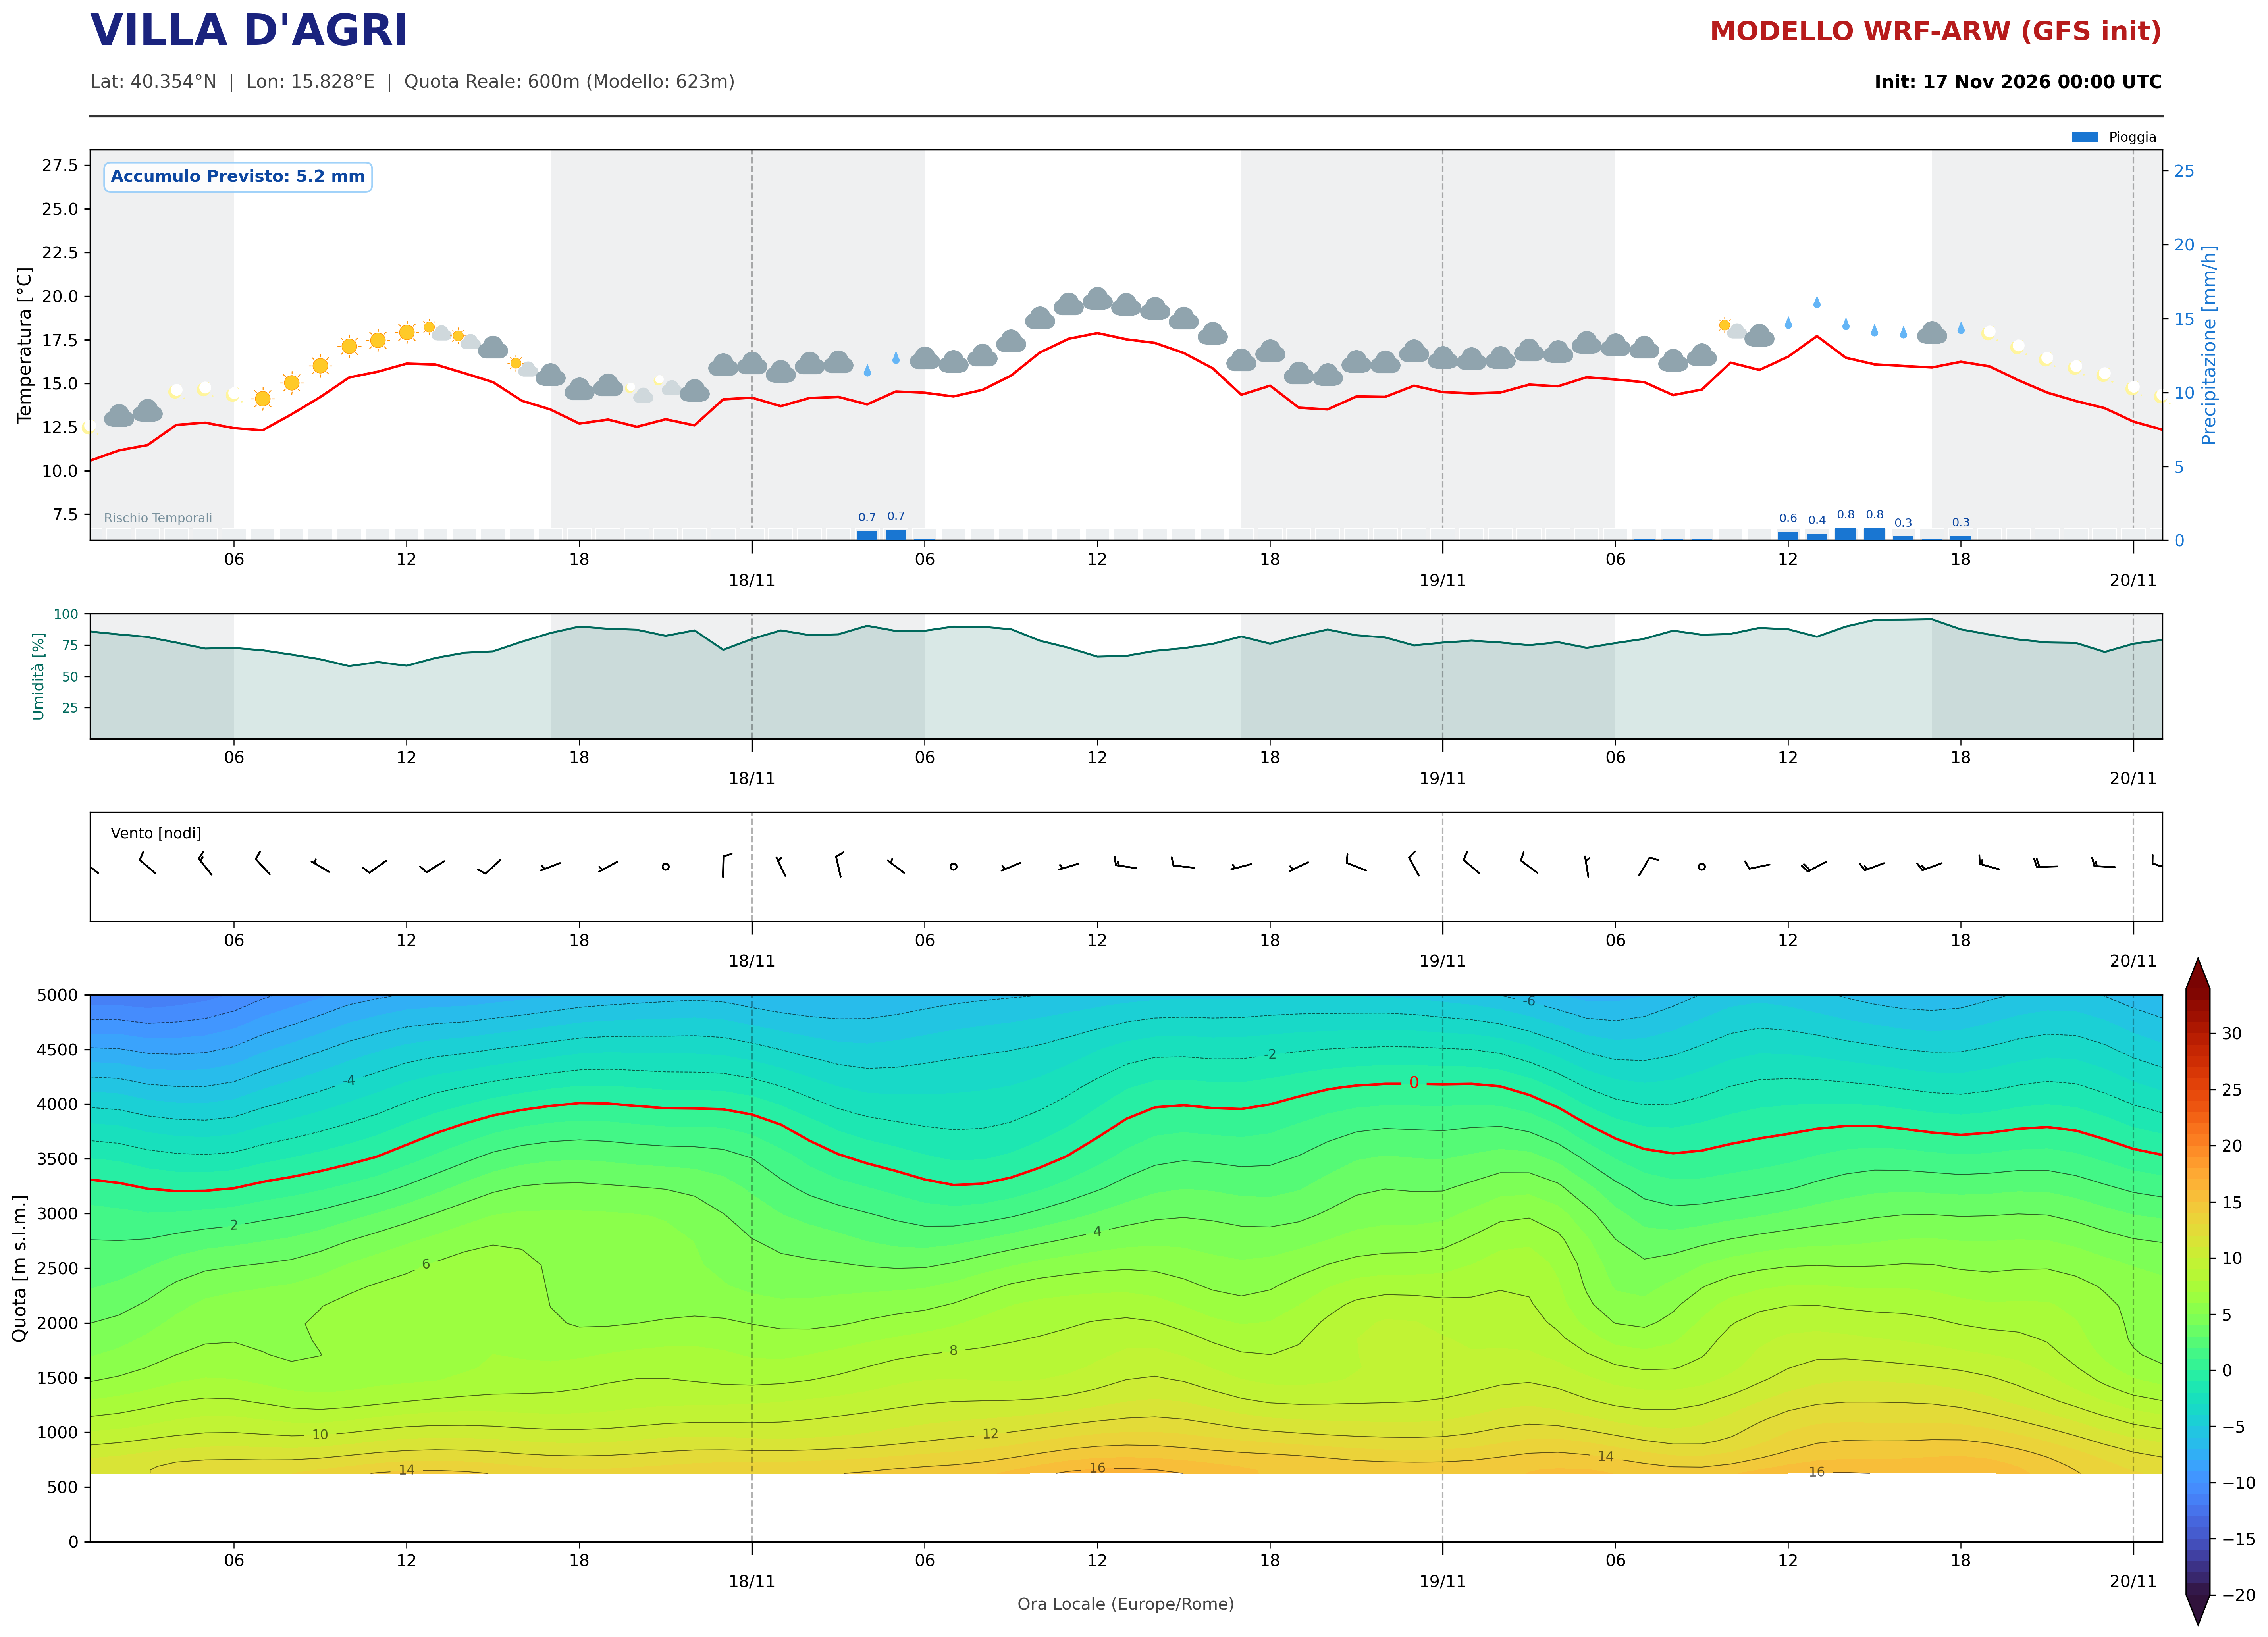 VILLA D'AGRI
MODELLO WRF-ARW (GFS init)
Lat: 40.354°N | Lon: 15.828°E | Quota Reale: 600m (Modello: 623m)
Init: 17 Nov 2026 00:00 UTC
Pioggia
Accumulo Previsto: 5.2 mm
Temperatura [°C]
27.5
25.0
22.5
20.0
17.5
15.0
12.5
10.0
7.5
Precipitazione [mm/h]
25
20
15
10
5
0
Rischio Temporali
0.7 0.7 0.6 0.4 0.8 0.8 0.3 0.3
06 12 18 06 12 18 06 12 18
18/11 19/11 20/11
Umidità [%]
100
75
50
25
06 12 18 06 12 18 06 12 18
18/11 19/11 20/11
Vento [nodi]
06 12 18 06 12 18 06 12 18
18/11 19/11 20/11
Quota [m s.l.m.]
5000
4500
4000
3500
3000
2500
2000
1500
1000
500
0
-6
-2
-4
0
2
4
6
8
10
12
14
14
16
16
06 12 18 06 12 18 06 12 18
18/11 19/11 20/11
Ora Locale (Europe/Rome)
30
25
20
15
10
5
0
−5
−10
−15
−20